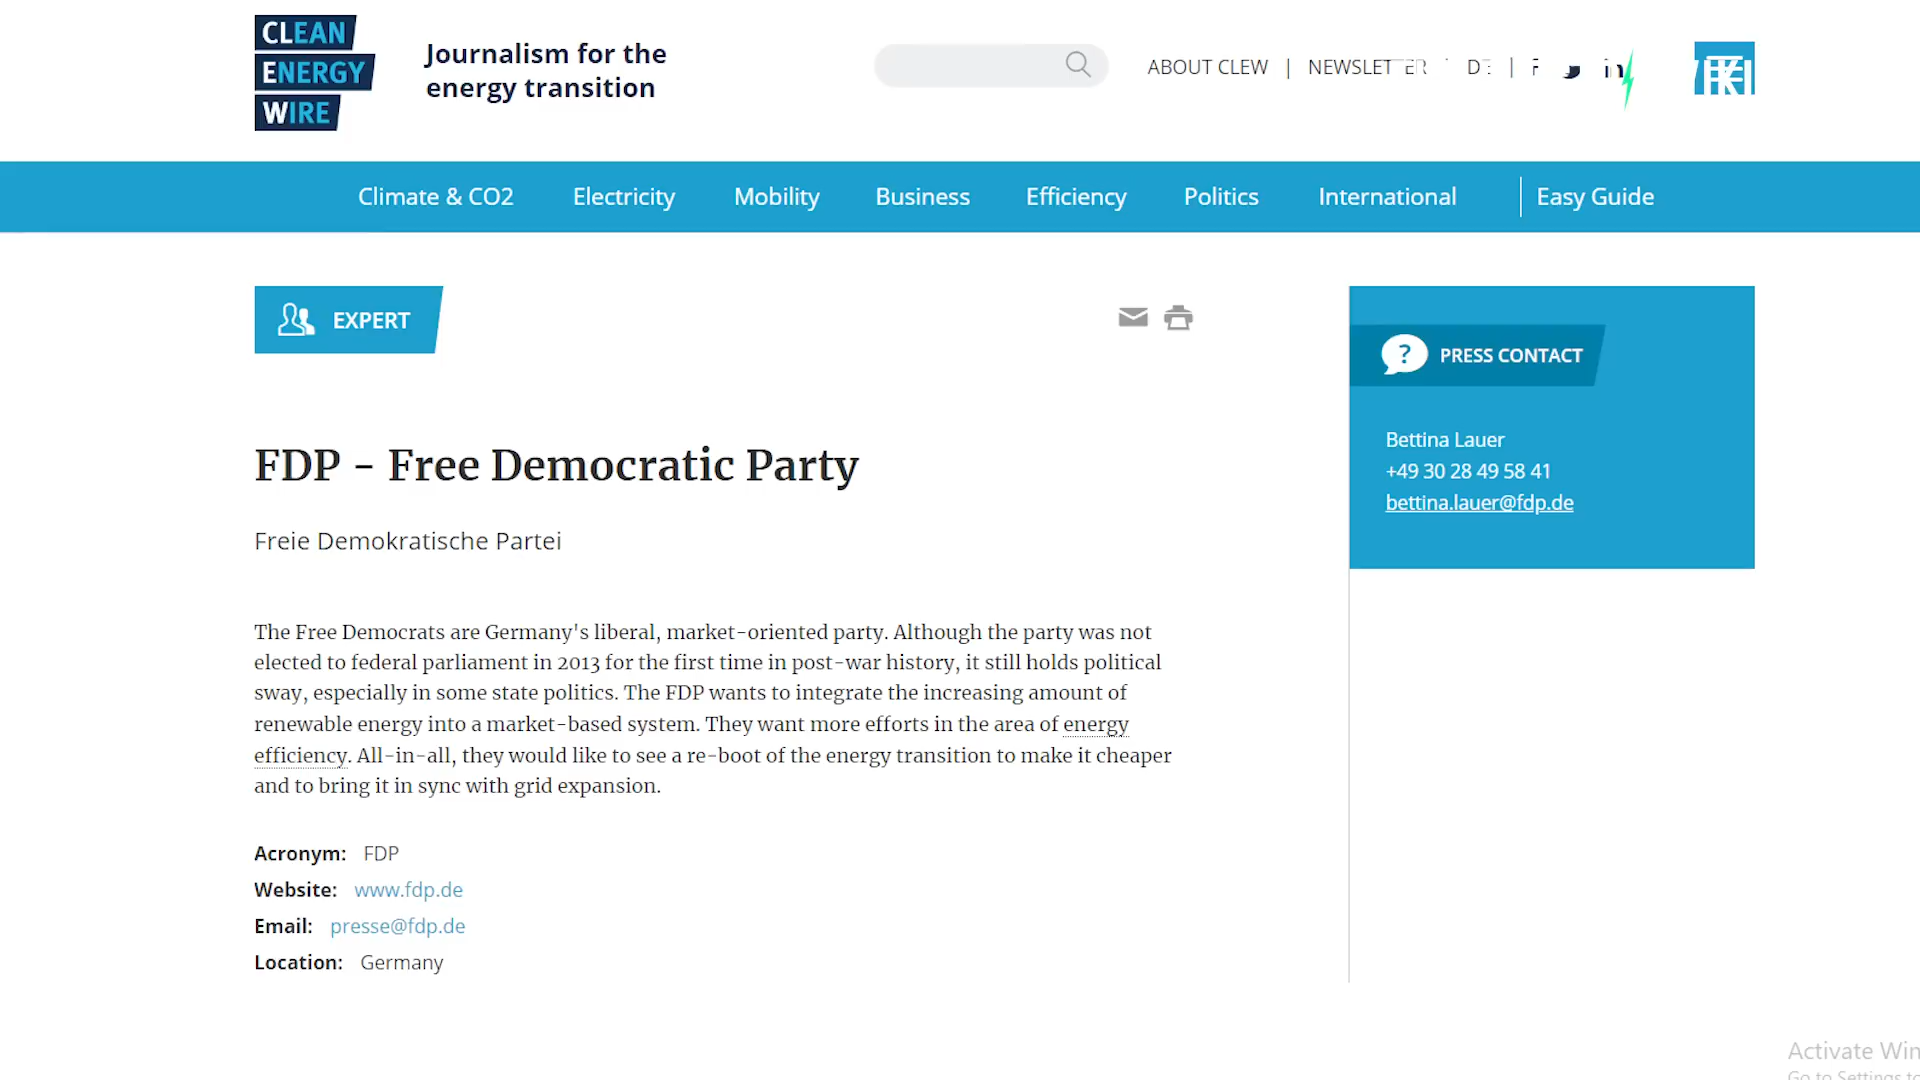 CLEAN
ENERGY
WIRE
Journalism for the
energy transition
ABOUT CLEW | NEWSLETTER
Climate & CO2 Electricity Mobility Business Efficiency Politics International Easy Guide
EXPERT
PRESS CONTACT
Bettina Lauer
+49 30 28 49 58 41
bettina.lauer@fdp.de
FDP - Free Democratic Party
Freie Demokratische Partei
The Free Democrats are Germany's liberal, market-oriented party. Although the party was not
elected to federal parliament in 2013 for the first time in post-war history, it still holds political
sway, especially in some state politics. The FDP wants to integrate the increasing amount of
renewable energy into a market-based system. They want more efforts in the area of energy
efficiency. All-in-all, they would like to see a re-boot of the energy transition to make it cheaper
and to bring it in sync with grid expansion.
Acronym: FDP
Website: www.fdp.de
Email: presse@fdp.de
Location: Germany
Activate Win
Go to Settings to